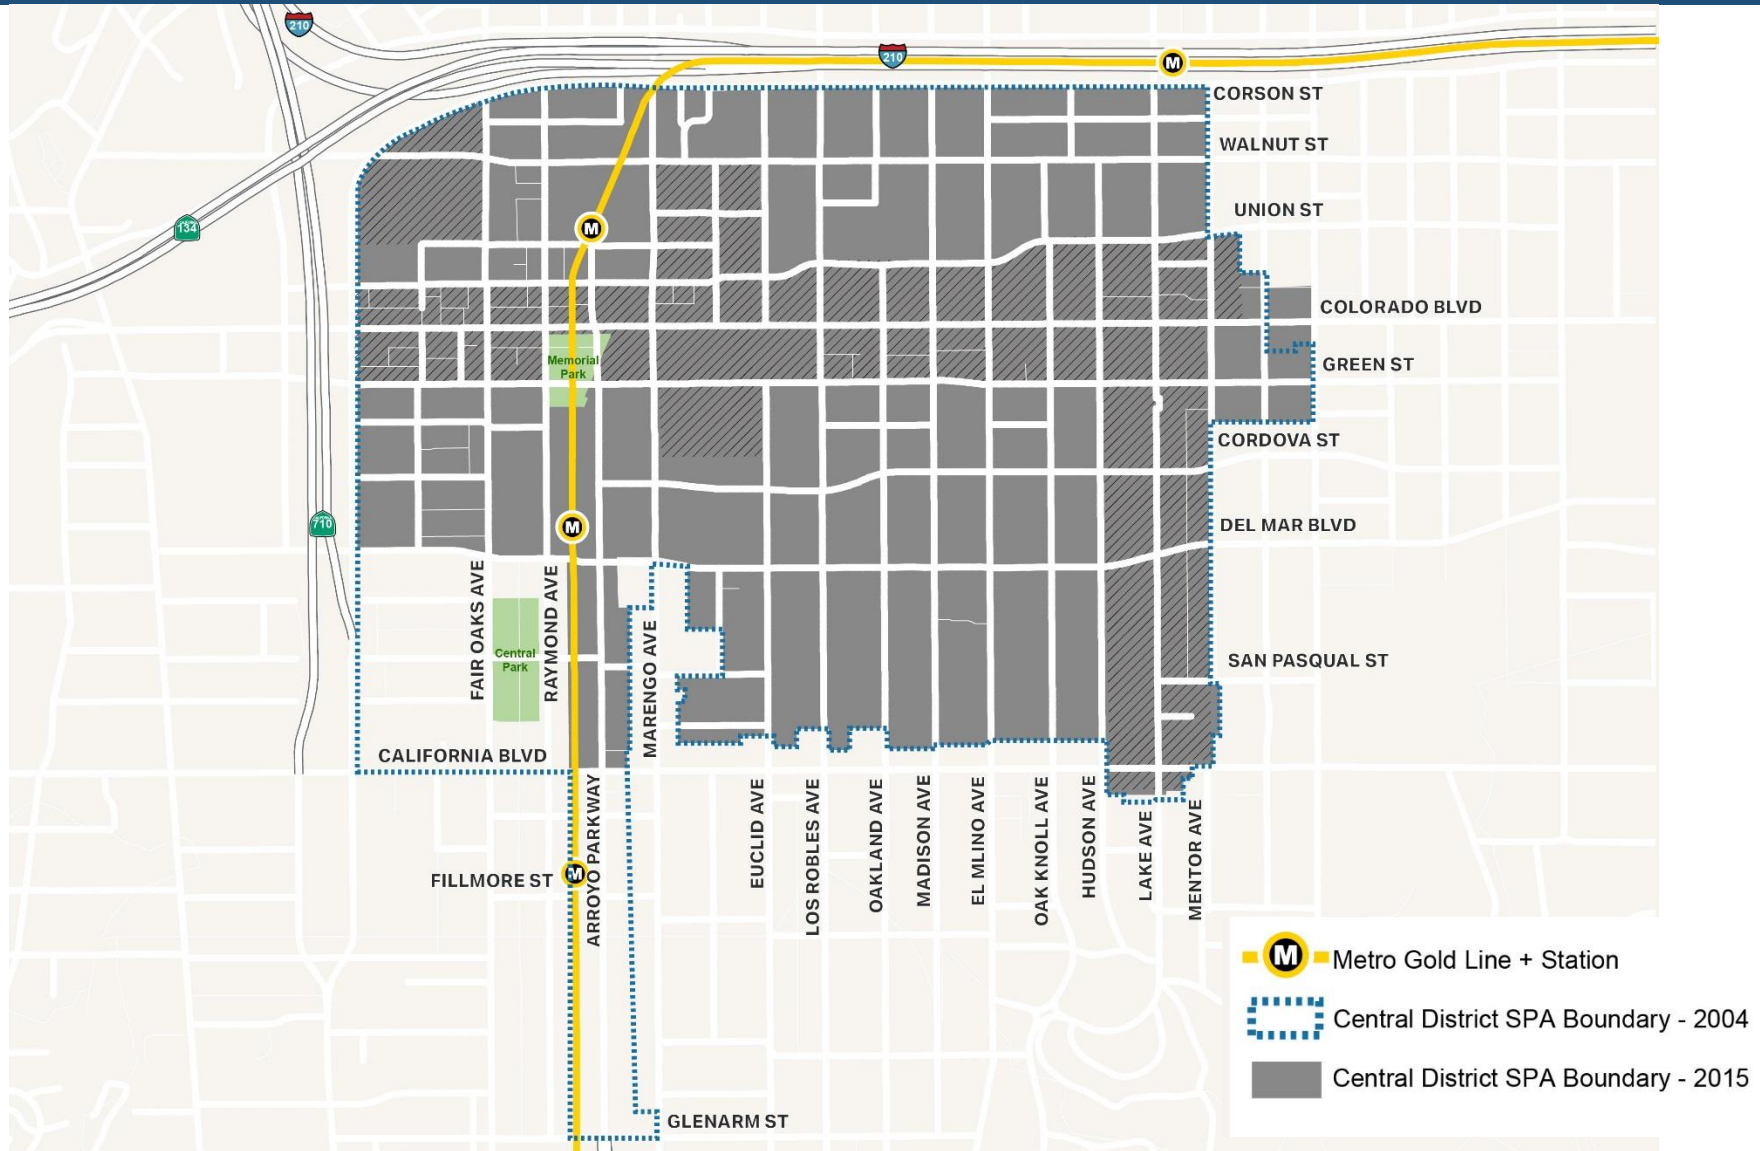 210
210
M
CORSON ST
WALNUT ST
UNION ST
134
M
COLORADO BLVD
Memorial
Park
GREEN ST
CORDOVA ST
710
M
DEL MAR BLVD
FAIR OAKS AVE
RAYMOND AVE
MARENGO AVE
Central
Park
SAN PASQUAL ST
CALIFORNIA BLVD
ARROYO PARKWAY
EUCLID AVE
LOS ROBLES AVE
OAKLAND AVE
MADISON AVE
EL MLINO AVE
OAK KNOLL AVE
HUDSON AVE
LAKE AVE
MENTOR AVE
FILLMORE ST
M
M Metro Gold Line + Station
Central District SPA Boundary - 2004
Central District SPA Boundary - 2015
GLENARM ST